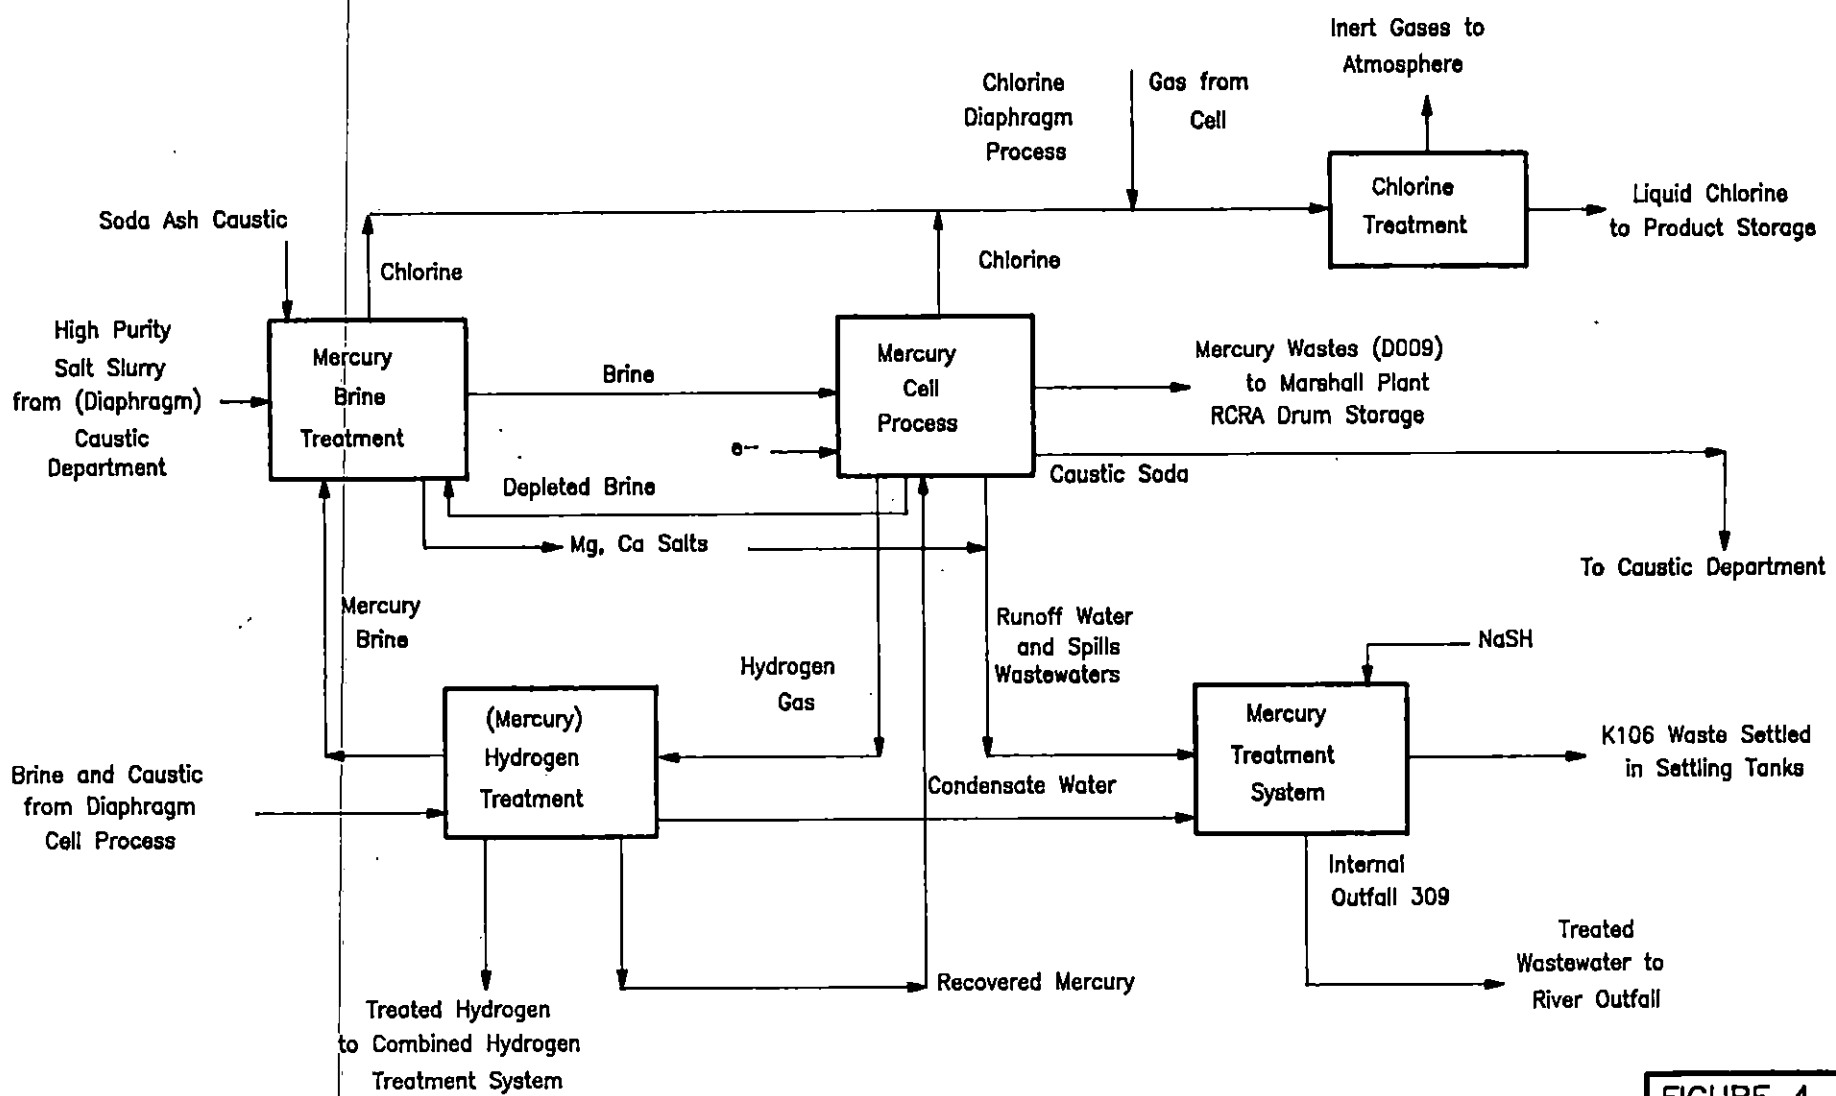 Inert Gases to
Atmosphere
Chlorine
Diaphragm
Process
Gas from
Cell
Chlorine
Treatment
Liquid Chlorine
to Product Storage
Soda Ash Caustic
Chlorine
Chlorine
High Purity
Salt Slurry
from (Diaphragm)
Caustic
Department
Mercury
Brine
Treatment
Brine
e-
Mercury
Cell
Process
Mercury Wastes (D009)
to Marshall Plant
RCRA Drum Storage
Caustic Soda
Depleted Brine
Mg, Ca Salts
To Caustic Department
Mercury
Brine
Hydrogen
Gas
Runoff Water
and Spills
Wastewaters
NaSH
(Mercury)
Hydrogen
Treatment
Mercury
Treatment
System
K106 Waste Settled
in Settling Tanks
Brine and Caustic
from Diaphragm
Cell Process
Condensate Water
Internal
Outfall 309
Treated
Wastewater to
River Outfall
Recovered Mercury
Treated Hydrogen
to Combined Hydrogen
Treatment System
FIGURE 4